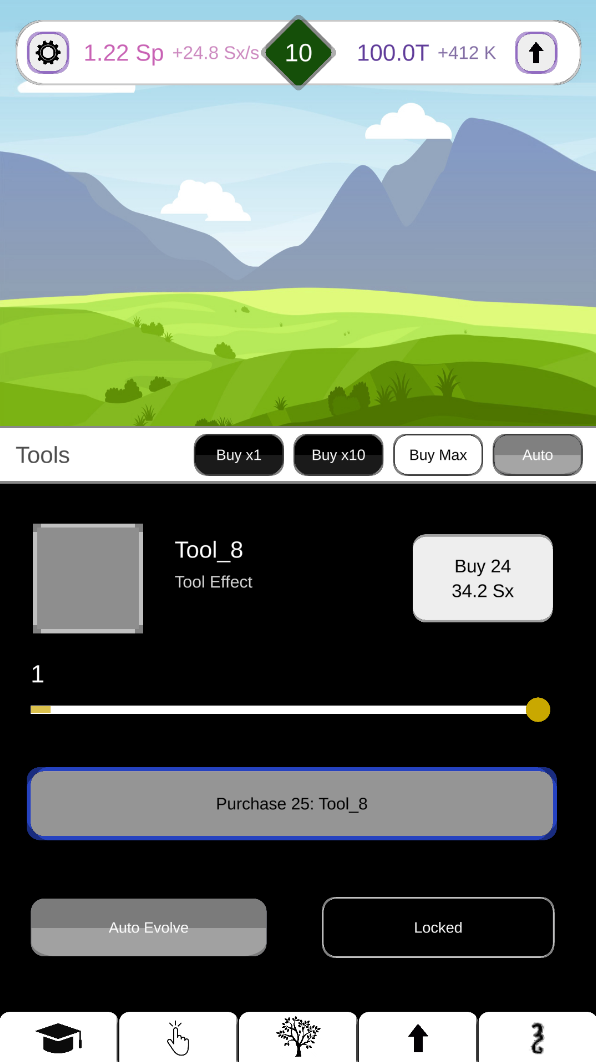 1.22 Sp +24.8 Sx/s 10 100.0T +412 K
Tools Buy x1 Buy x10 Buy Max Auto
Tool_8
Tool Effect
Buy 24
34.2 Sx
1
Purchase 25: Tool_8
Auto Evolve Locked